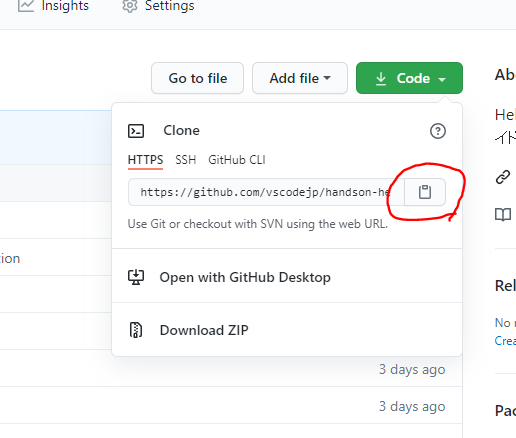 Insights Settings
Go to file Add file Code
Clone
HTTPS SSH GitHub CLI
https://github.com/vscodejp/handson-he
Use Git or checkout with SVN using the web URL.
Open with GitHub Desktop
Download ZIP
tion
3 days ago
3 days ago
Abo
Hel
イド
Rel
No r
Crea
Pac